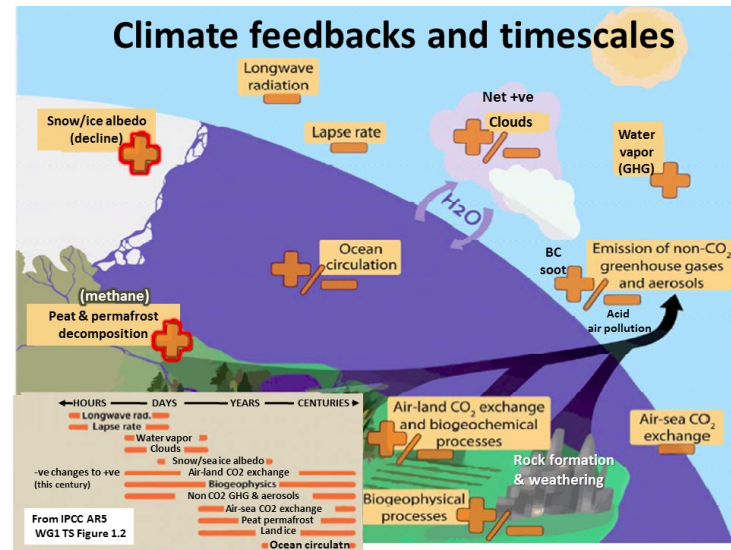 Climate feedbacks and timescales
Longwave
radiation
Snow/ice albedo
(decline)
Lapse rate
Net +ve
Clouds
Water
vapor
(GHG)
H2O
Ocean
circulation
BC
soot
Emission of non-CO₂
greenhouse gases
and aerosols
Acid
air pollution
(methane)
Peat & permafrost
decomposition
HOURS DAYS YEARS CENTURIES
Longwave rad.
Lapse rate
Water vapor
Clouds
Snow/sea ice albedo
-ve changes to +ve
(this century)
Air-land CO2 exchange
Biogeophysics
Non CO2 GHG & aerosols
Air-sea CO2 exchange
Peat permafrost
Land ice
Ocean circulatn
From IPCC AR5
WG1 TS Figure 1.2
Air-land CO₂ exchange
and biogeochemical
processes
Air-sea CO₂
exchange
Rock formation
& weathering
Biogeophysical
processes